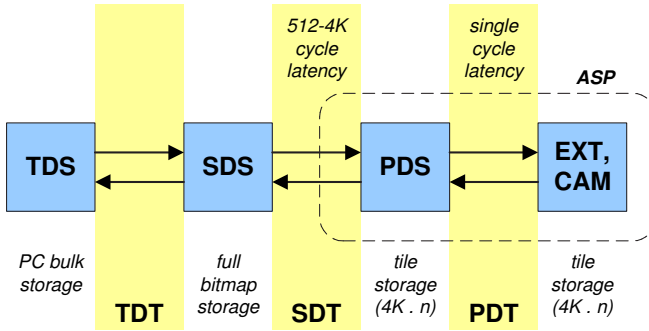 512-4K
cycle
latency
single
cycle
latency
ASP
TDS
SDS
PDS
EXT,
CAM
PC bulk
storage
TDT
full
bitmap
storage
SDT
tile
storage
(4K . n)
PDT
tile
storage
(4K . n)